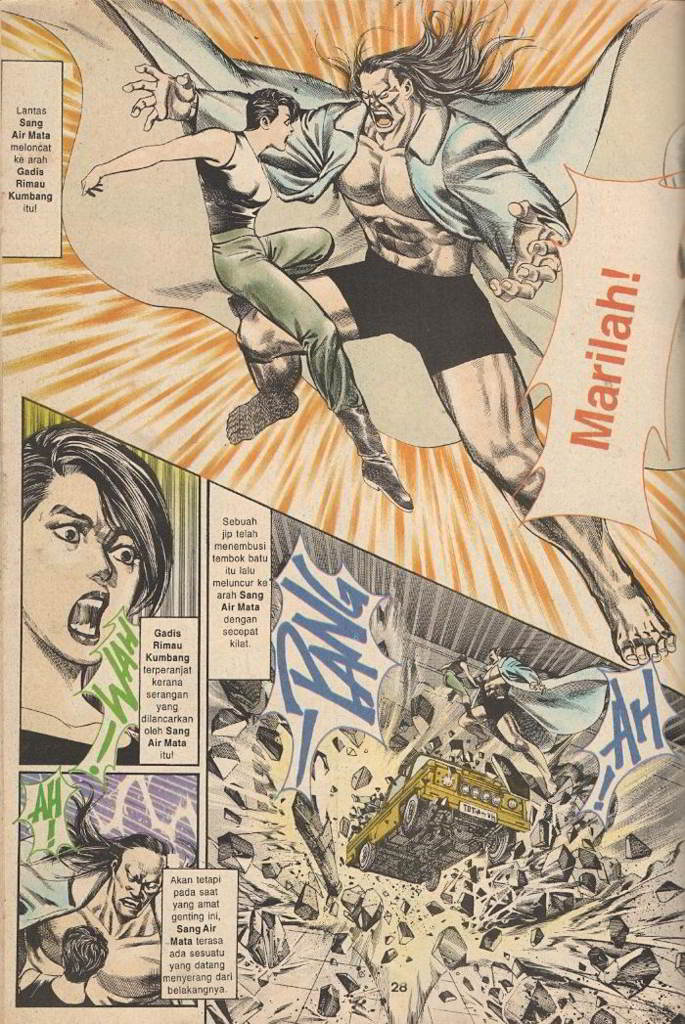 Lantas
Sang
Air Mata
meloncat
ke arah
Gadis
Rimau
Kumbang
itu!
Marilah!
WAH
Gadis
Rimau
Kumbang
terperanjat
kerana
serangan
yang
dilancarkan
oleh Sang
Air Mata
itu!
AH
!
Akan tetapi
pada saat
yang amat
genting ini,
Sang Air
Mata terasa
ada sesuatu
yang datang
menyerang dari
belakangnya.
Sebuah
jip telah
menembusi
tembok batu
itu lalu
meluncur ke
arah Sang
Air Mata
dengan
secepat
kilat.
PANG
AH
28